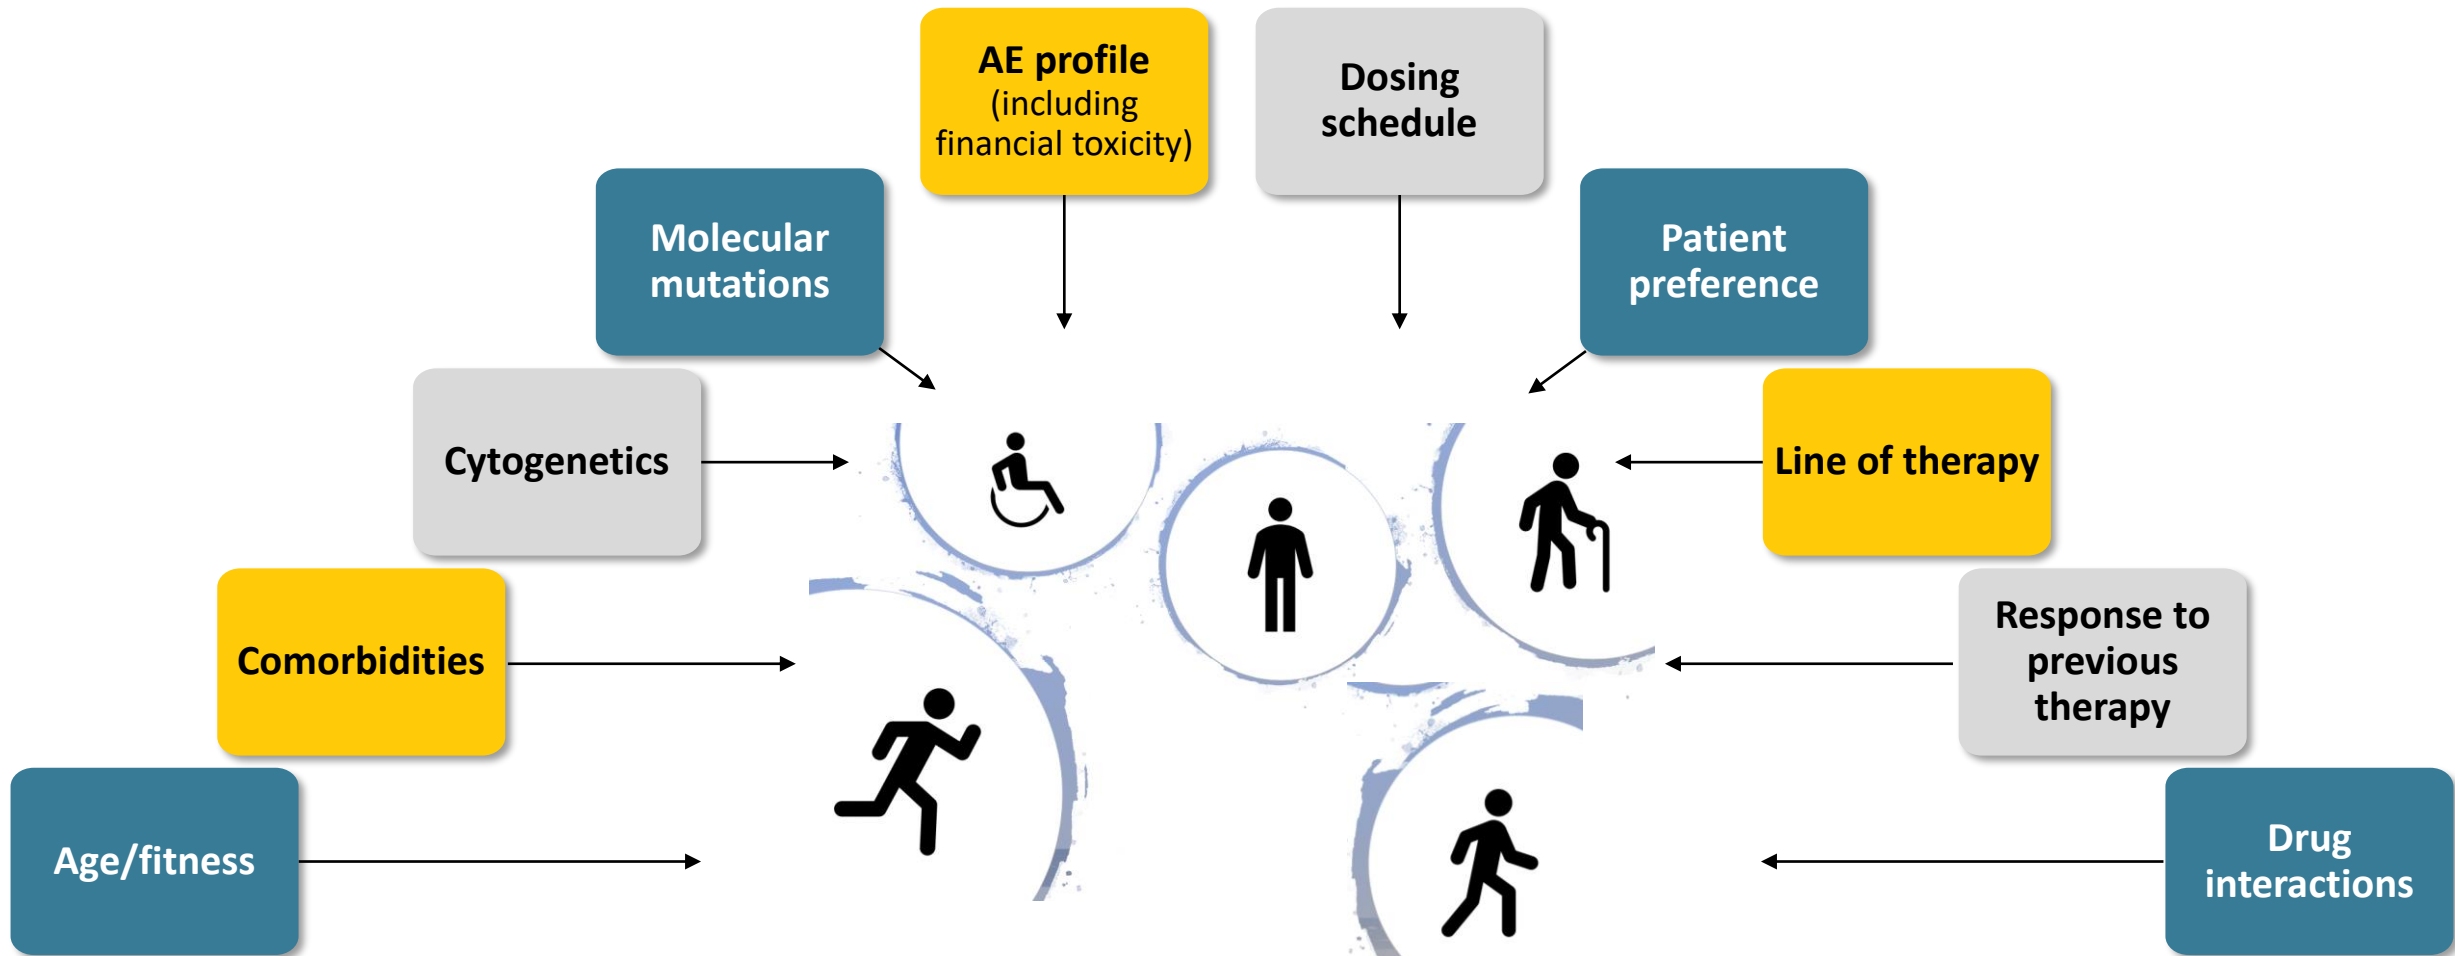 AE profile
(including
financial toxicity)
Dosing
schedule
Molecular
mutations
Patient
preference
Cytogenetics
Line of therapy
Comorbidities
Response to
previous
therapy
Age/fitness
Drug
interactions